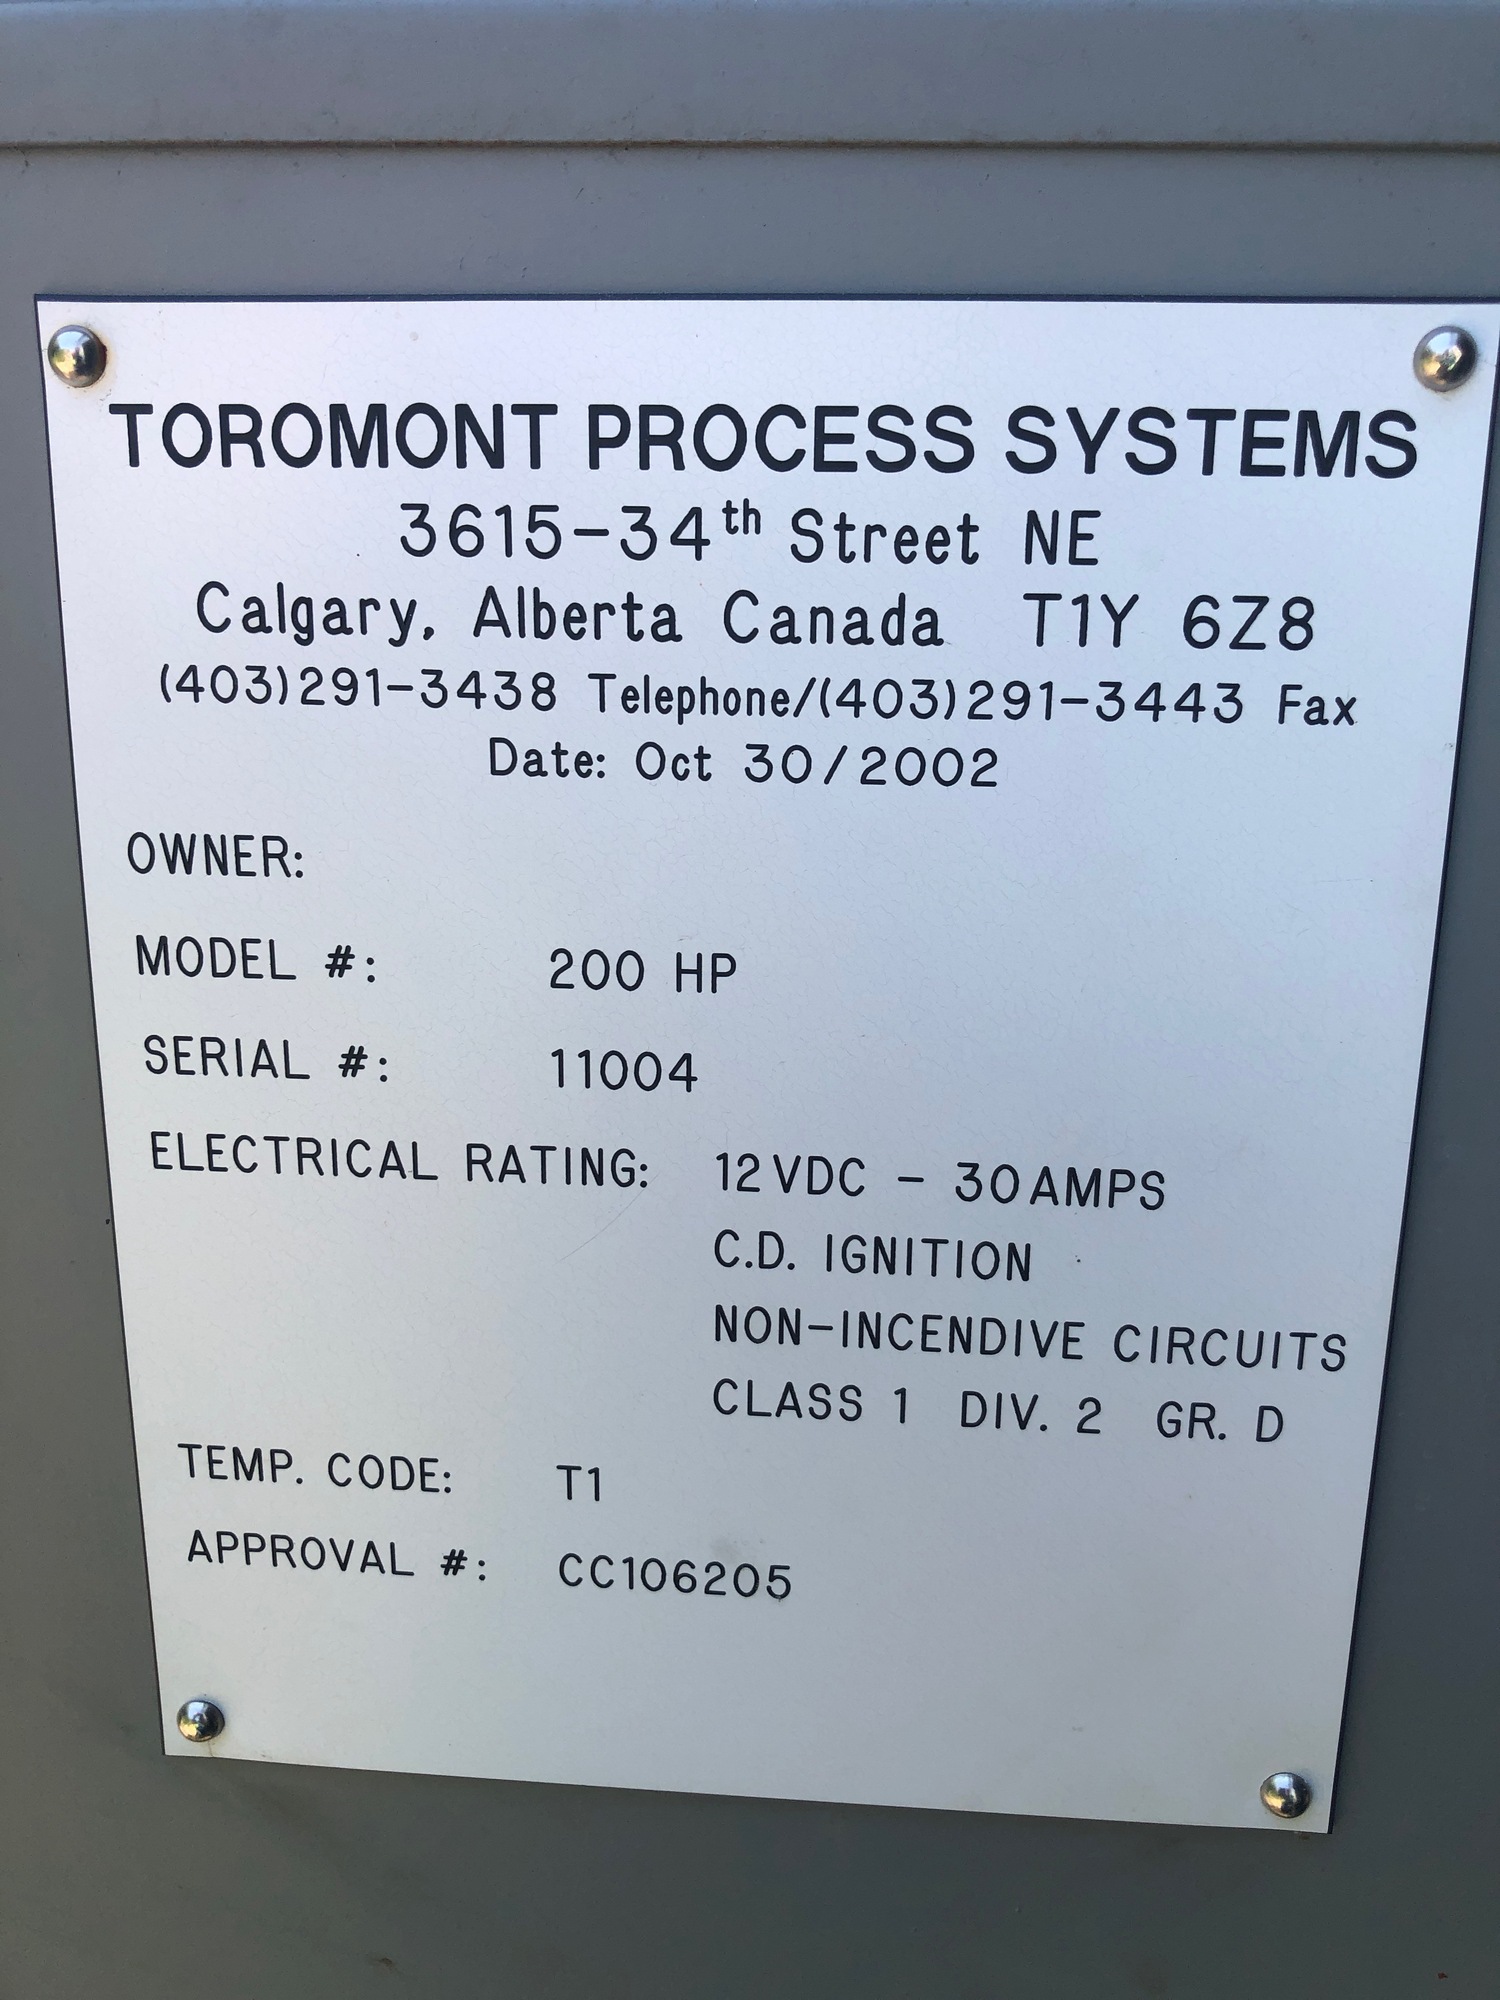 TOROMONT PROCESS SYSTEMS
3615-34th Street NE
Calgary, Alberta Canada T1Y 6Z8
(403)291-3438 Telephone/(403)291-3443 Fax
Date: Oct 30/2002
OWNER:
MODEL #: 200 HP
SERIAL #: 11004
ELECTRICAL RATING: 12VDC - 30AMPS
C.D. IGNITION
NON-INCENDIVE CIRCUITS
CLASS 1 DIV. 2 GR. D
TEMP. CODE: T1
APPROVAL #: CC106205